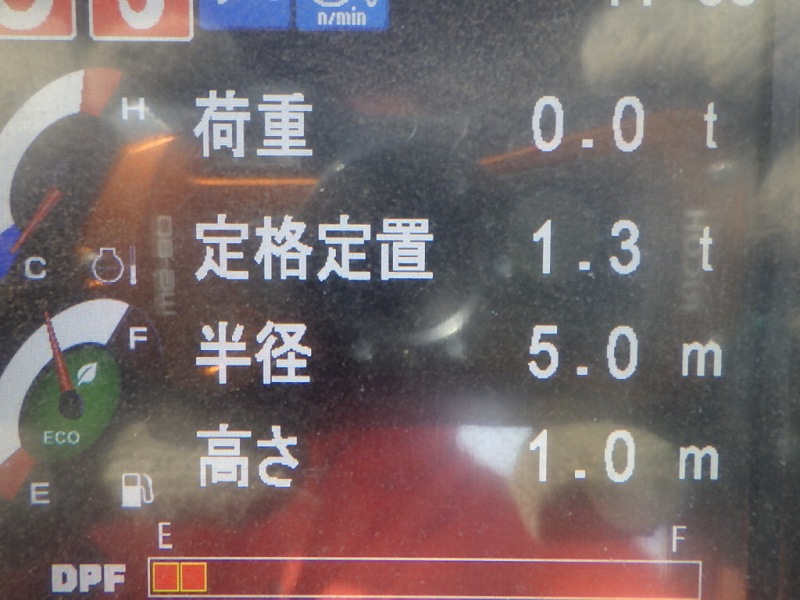 n/min
H
荷重 0.0 t
定格定置 1.3 t
C
半径 5.0 m
F
高さ 1.0 m
ECO
E
E F
DPF